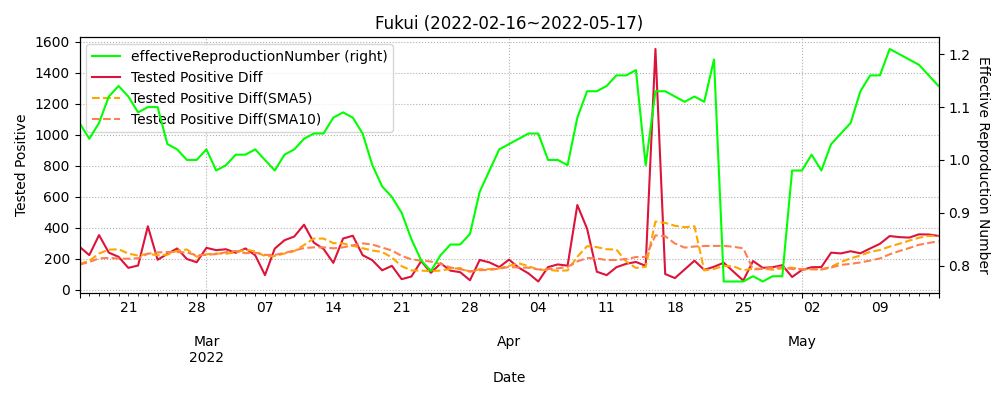 Fukui (2022-02-16~2022-05-17)
effectiveReproductionNumber (right)
Tested Positive Diff
Tested Positive Diff(SMA5)
Tested Positive Diff(SMA10)
Tested Positive
1600
1400
1200
1000
800
600
400
200
0
Effective Reproduction Number
1.2
1.1
1.0
0.9
0.8
21 28 07 14 21 28 04 11 18 25 02 09
Mar Apr May
2022
Date